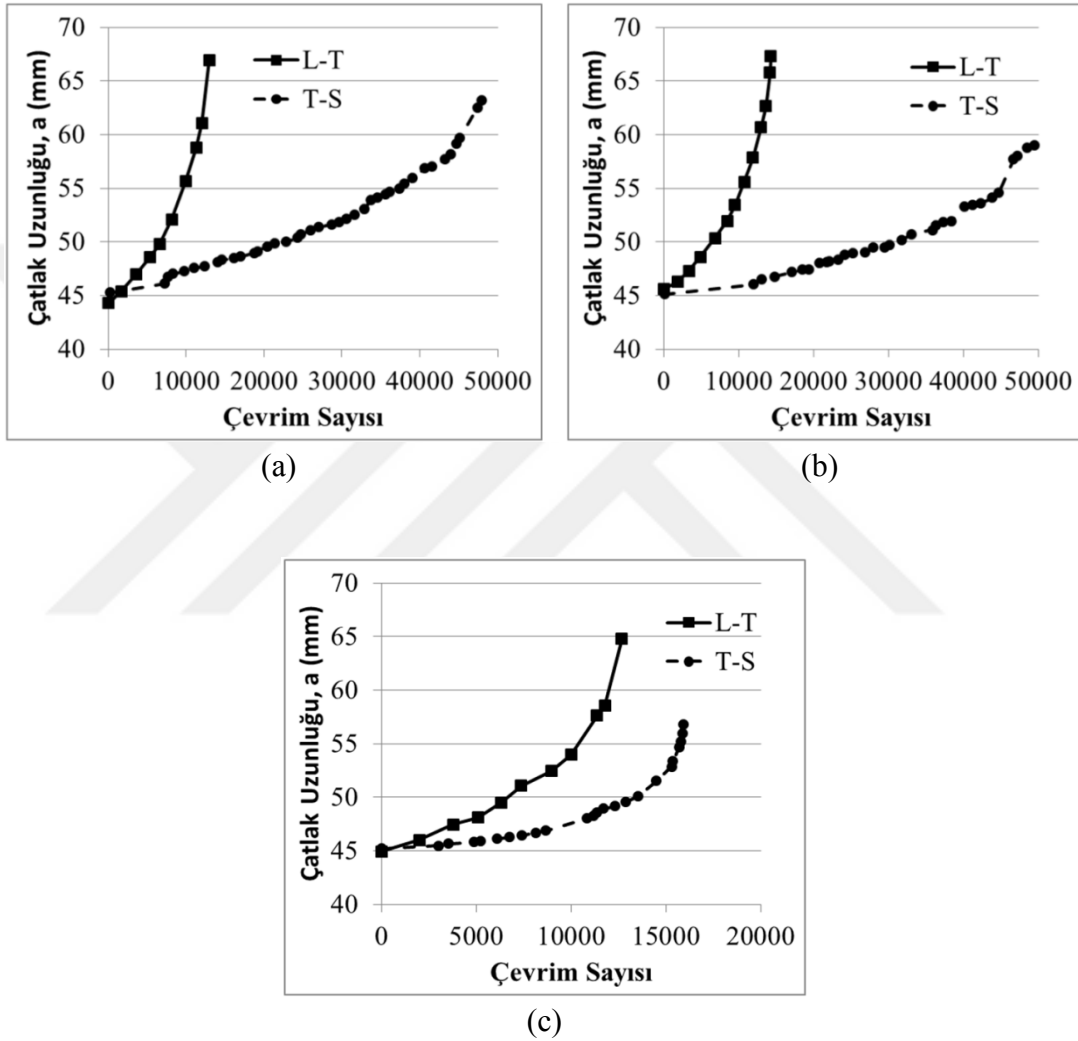 Çatlak Uzunluğu, a (mm)
70
65
60
55
50
45
40
L-T
T-S
0 10000 20000 30000 40000 50000
Çevrim Sayısı
(a)
Çatlak Uzunluğu, a (mm)
70
65
60
55
50
45
40
L-T
T-S
0 10000 20000 30000 40000 50000
Çevrim Sayısı
(b)
Çatlak Uzunluğu, a (mm)
70
65
60
55
50
45
40
L-T
T-S
0 5000 10000 15000 20000
Çevrim Sayısı
(c)